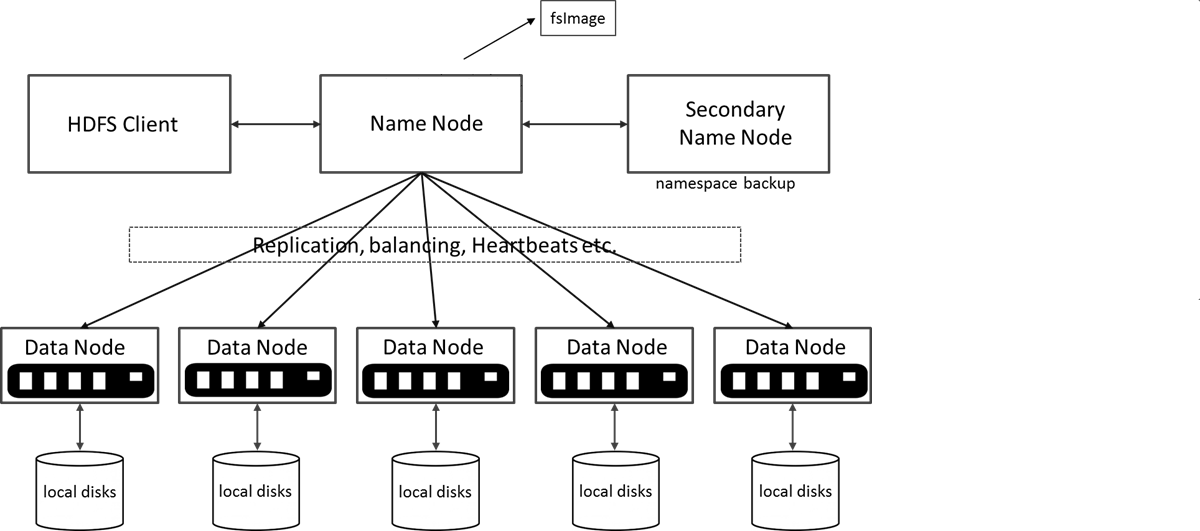 fsImage
HDFS Client
Name Node
Secondary
Name Node
namespace backup
Replication, balancing, Heartbeats etc.
Data Node
Data Node
Data Node
Data Node
Data Node
local disks
local disks
local disks
local disks
local disks